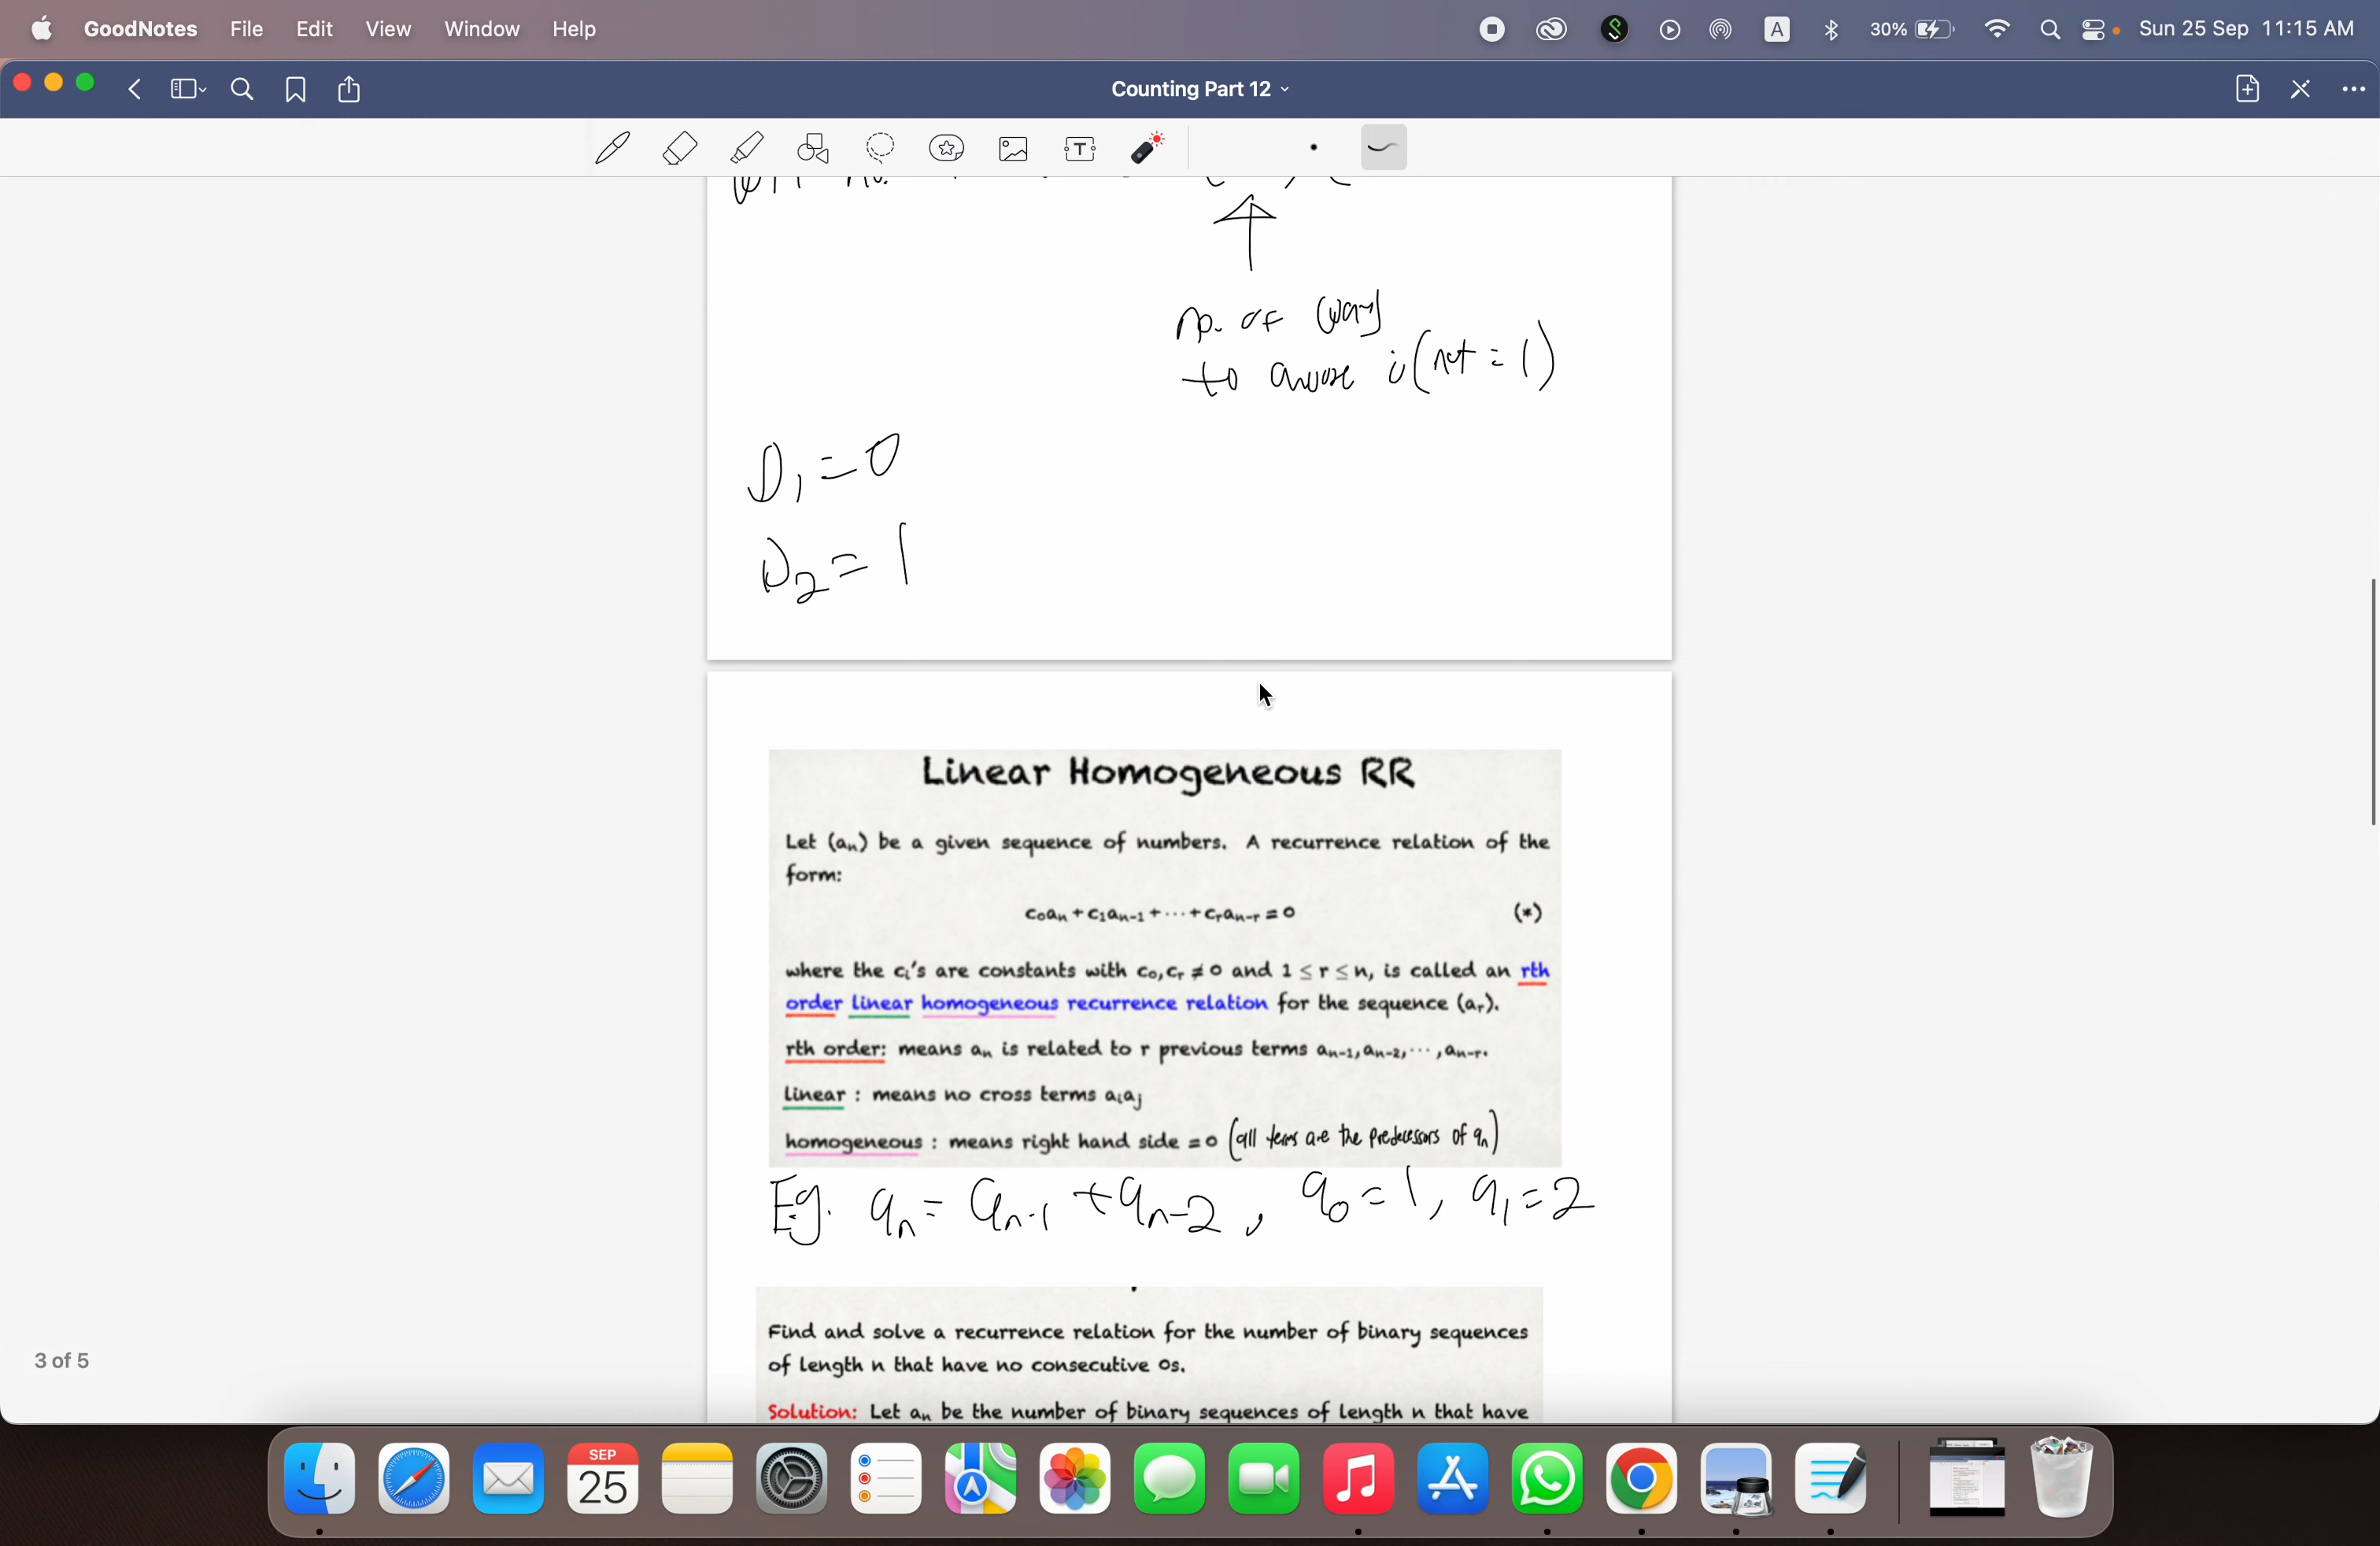 GoodNotes File Edit View Window Help
A 30% Sun 25 Sep 11:15 AM
Counting Part 12
T
no. of ways
to choose i (not = 1)
D₁ = 0
D₂ = 1
Linear Homogeneous RR
Let (aₙ) be a given sequence of numbers. A recurrence relation of the
form:
c₀aₙ + c₁aₙ₋₁ + ··· + cᵣaₙ₋ᵣ = 0 (*)
where the cᵢ's are constants with c₀, cᵣ ≠ 0 and 1 ≤ r ≤ n, is called an rth
order linear homogeneous recurrence relation for the sequence (aᵣ).
rth order: means aₙ is related to r previous terms aₙ₋₁, aₙ₋₂, ··· , aₙ₋ᵣ.
linear : means no cross terms aᵢaⱼ
homogeneous : means right hand side = 0 (all terms are the predecessors of aₙ)
Eg. aₙ = aₙ₋₁ + aₙ₋₂ , a₀ = 1, a₁ = 2
Find and solve a recurrence relation for the number of binary sequences
of length n that have no consecutive 0s.
3 of 5
Solution: Let aₙ be the number of binary sequences of length n that have
SEP
25